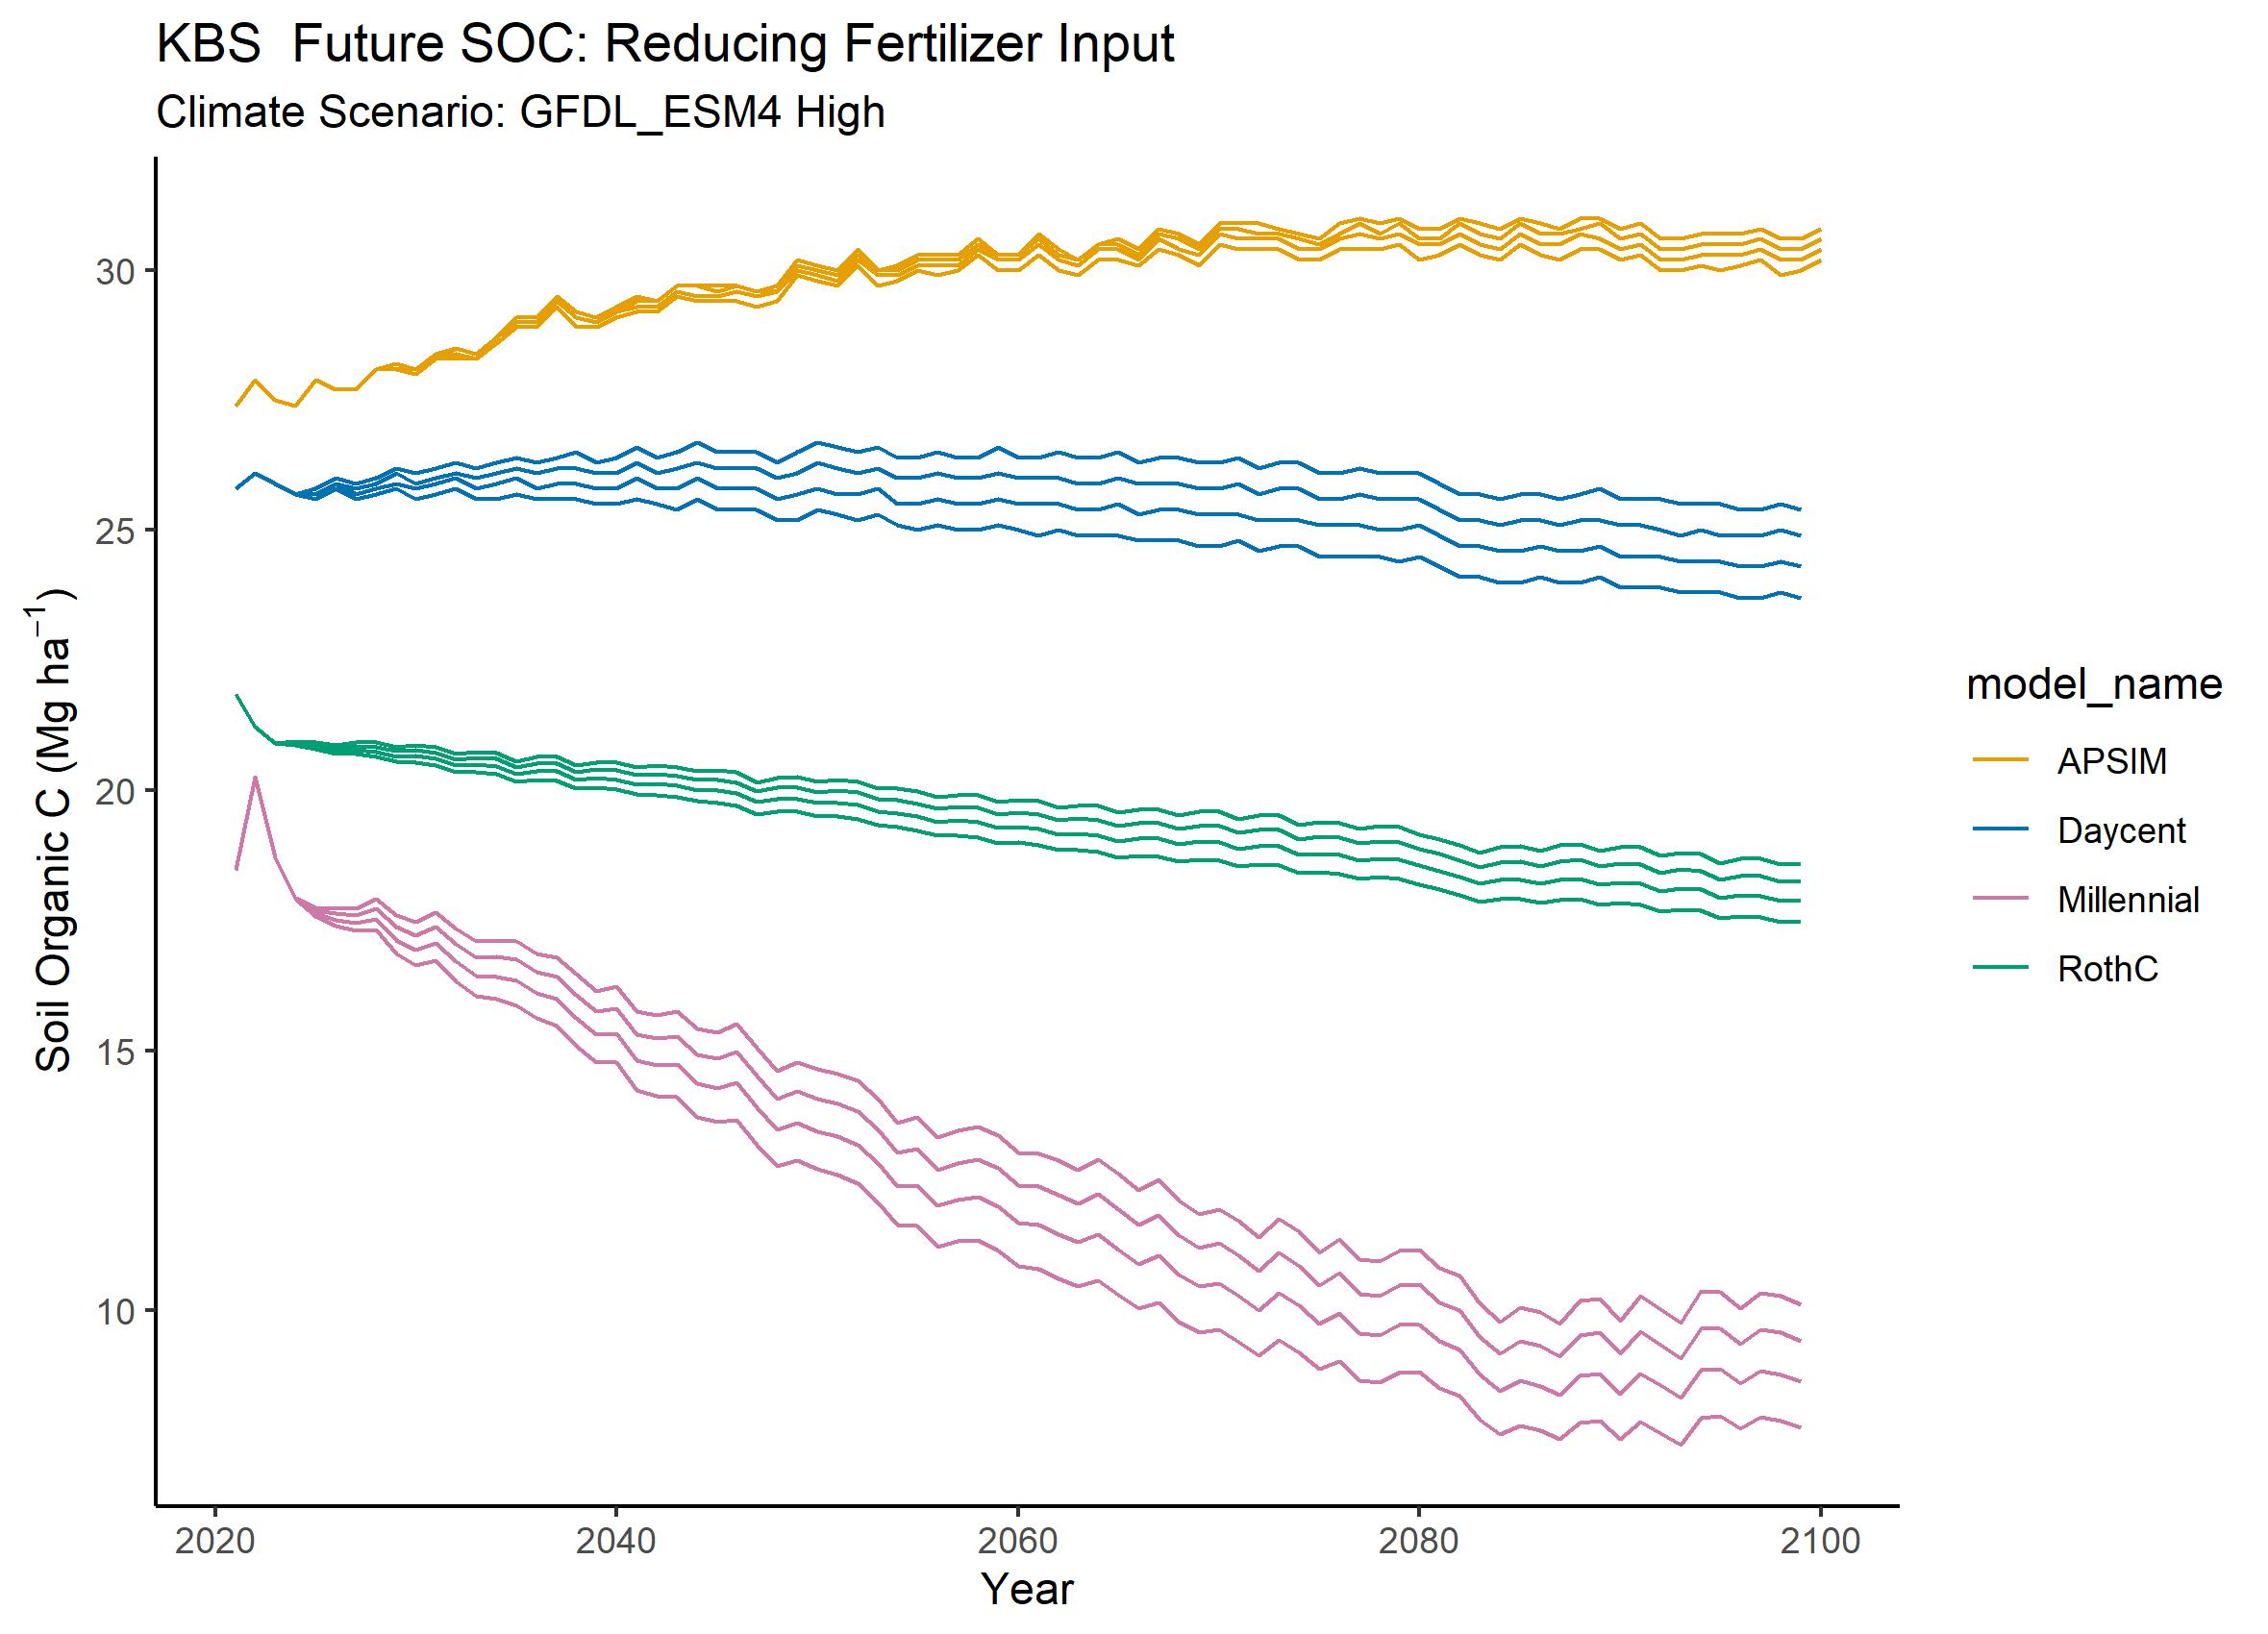 KBS  Future SOC: Reducing Fertilizer Input
Climate Scenario: GFDL_ESM4 High
Soil Organic C (Mg ha⁻¹)
30
25
20
15
10
2020 2040 2060 2080 2100
Year
model_name
APSIM
Daycent
Millennial
RothC